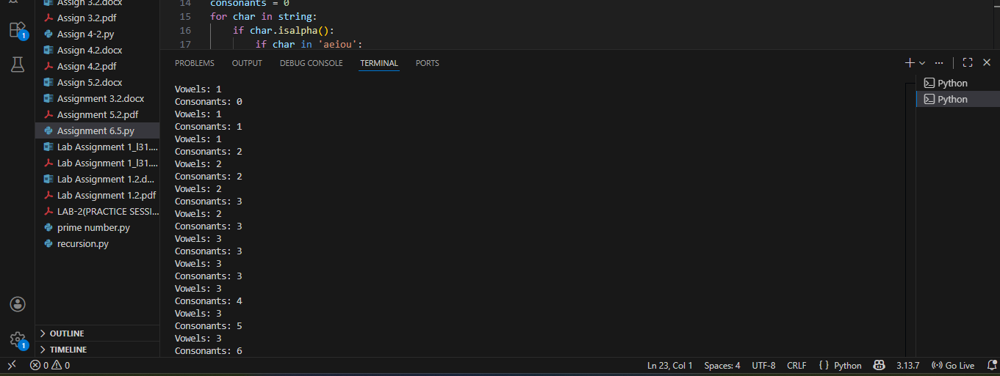 Assign 3.2.docx
Assign 3.2.pdf
Assign 4-2.py
Assign 4.2.docx
Assign 4.2.pdf
Assign 5.2.docx
Assignment 3.2.docx
Assignment 5.2.pdf
Assignment 6.5.py
Lab Assignment 1_l31....
Lab Assignment 1_l31....
Lab Assignment 1.2.d...
Lab Assignment 1.2.pdf
LAB-2(PRACTICE SESSI...
prime number.py
recursion.py
OUTLINE
TIMELINE
1
1
14 consonants = 0
15 for char in string:
16 if char.isalpha():
17 if char in 'aeiou':
PROBLEMS OUTPUT DEBUG CONSOLE TERMINAL PORTS
Vowels: 1
Consonants: 0
Vowels: 1
Consonants: 1
Vowels: 1
Consonants: 2
Vowels: 2
Consonants: 2
Vowels: 2
Consonants: 3
Vowels: 2
Consonants: 3
Vowels: 3
Consonants: 3
Vowels: 3
Consonants: 3
Vowels: 3
Consonants: 4
Vowels: 3
Consonants: 5
Vowels: 3
Consonants: 6
Python
Python
0 0 Ln 23, Col 1 Spaces: 4 UTF-8 CRLF { } Python 3.13.7 Go Live